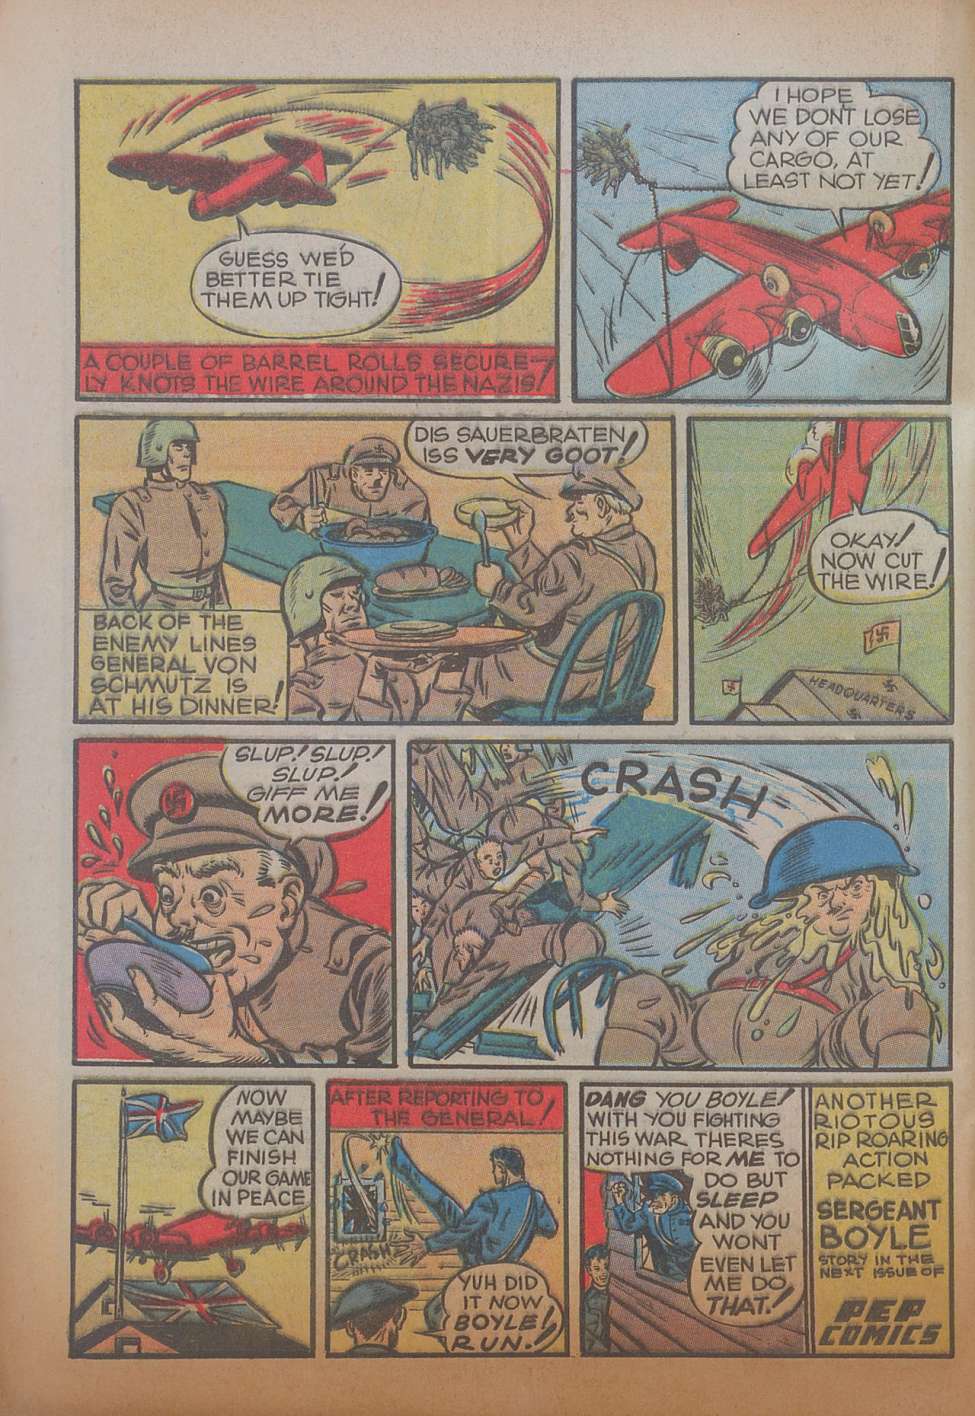 GUESS WE'D
BETTER TIE
THEM UP TIGHT!
A COUPLE OF BARREL ROLLS SECURE-
LY KNOTS THE WIRE AROUND THE NAZIS!
I HOPE
WE DON'T LOSE
ANY OF OUR
CARGO, AT
LEAST NOT YET!
DIS SAUERBRATEN
ISS VERY GOOT!
BACK OF THE
ENEMY LINES
GENERAL VON
SCHMUTZ IS
AT HIS DINNER!
OKAY!
NOW CUT
THE WIRE!
HEADQUARTERS
SLUP! SLUP!
SLUP!
GIFF ME
MORE!
CRASH
NOW
MAYBE
WE CAN
FINISH
OUR GAME
IN PEACE
AFTER REPORTING TO
THE GENERAL!
CRASH
YUH DID
IT NOW
BOYLE!
RUN!!
DANG YOU BOYLE!
WITH YOU FIGHTING
THIS WAR THERES
NOTHING FOR ME TO
DO BUT
SLEEP
AND YOU
WONT
EVEN LET
ME DO
THAT!
ANOTHER
RIOTOUS
RIP ROARING
ACTION
PACKED
SERGEANT
BOYLE
STORY IN THE
NEXT ISSUE OF
PEP
COMICS